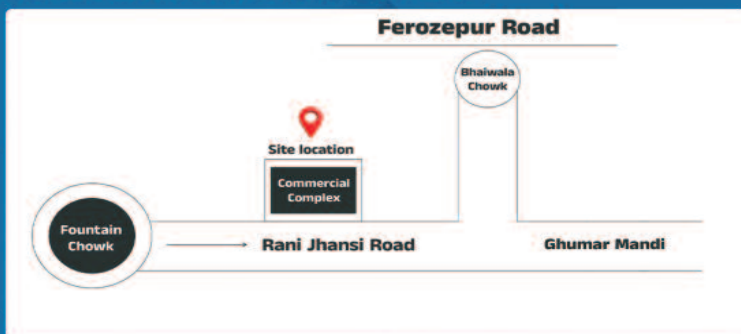 Ferozepur Road
Bhaiwala
Chowk
Site location
Commercial
Complex
Fountain
Chowk
Rani Jhansi Road
Ghumar Mandi